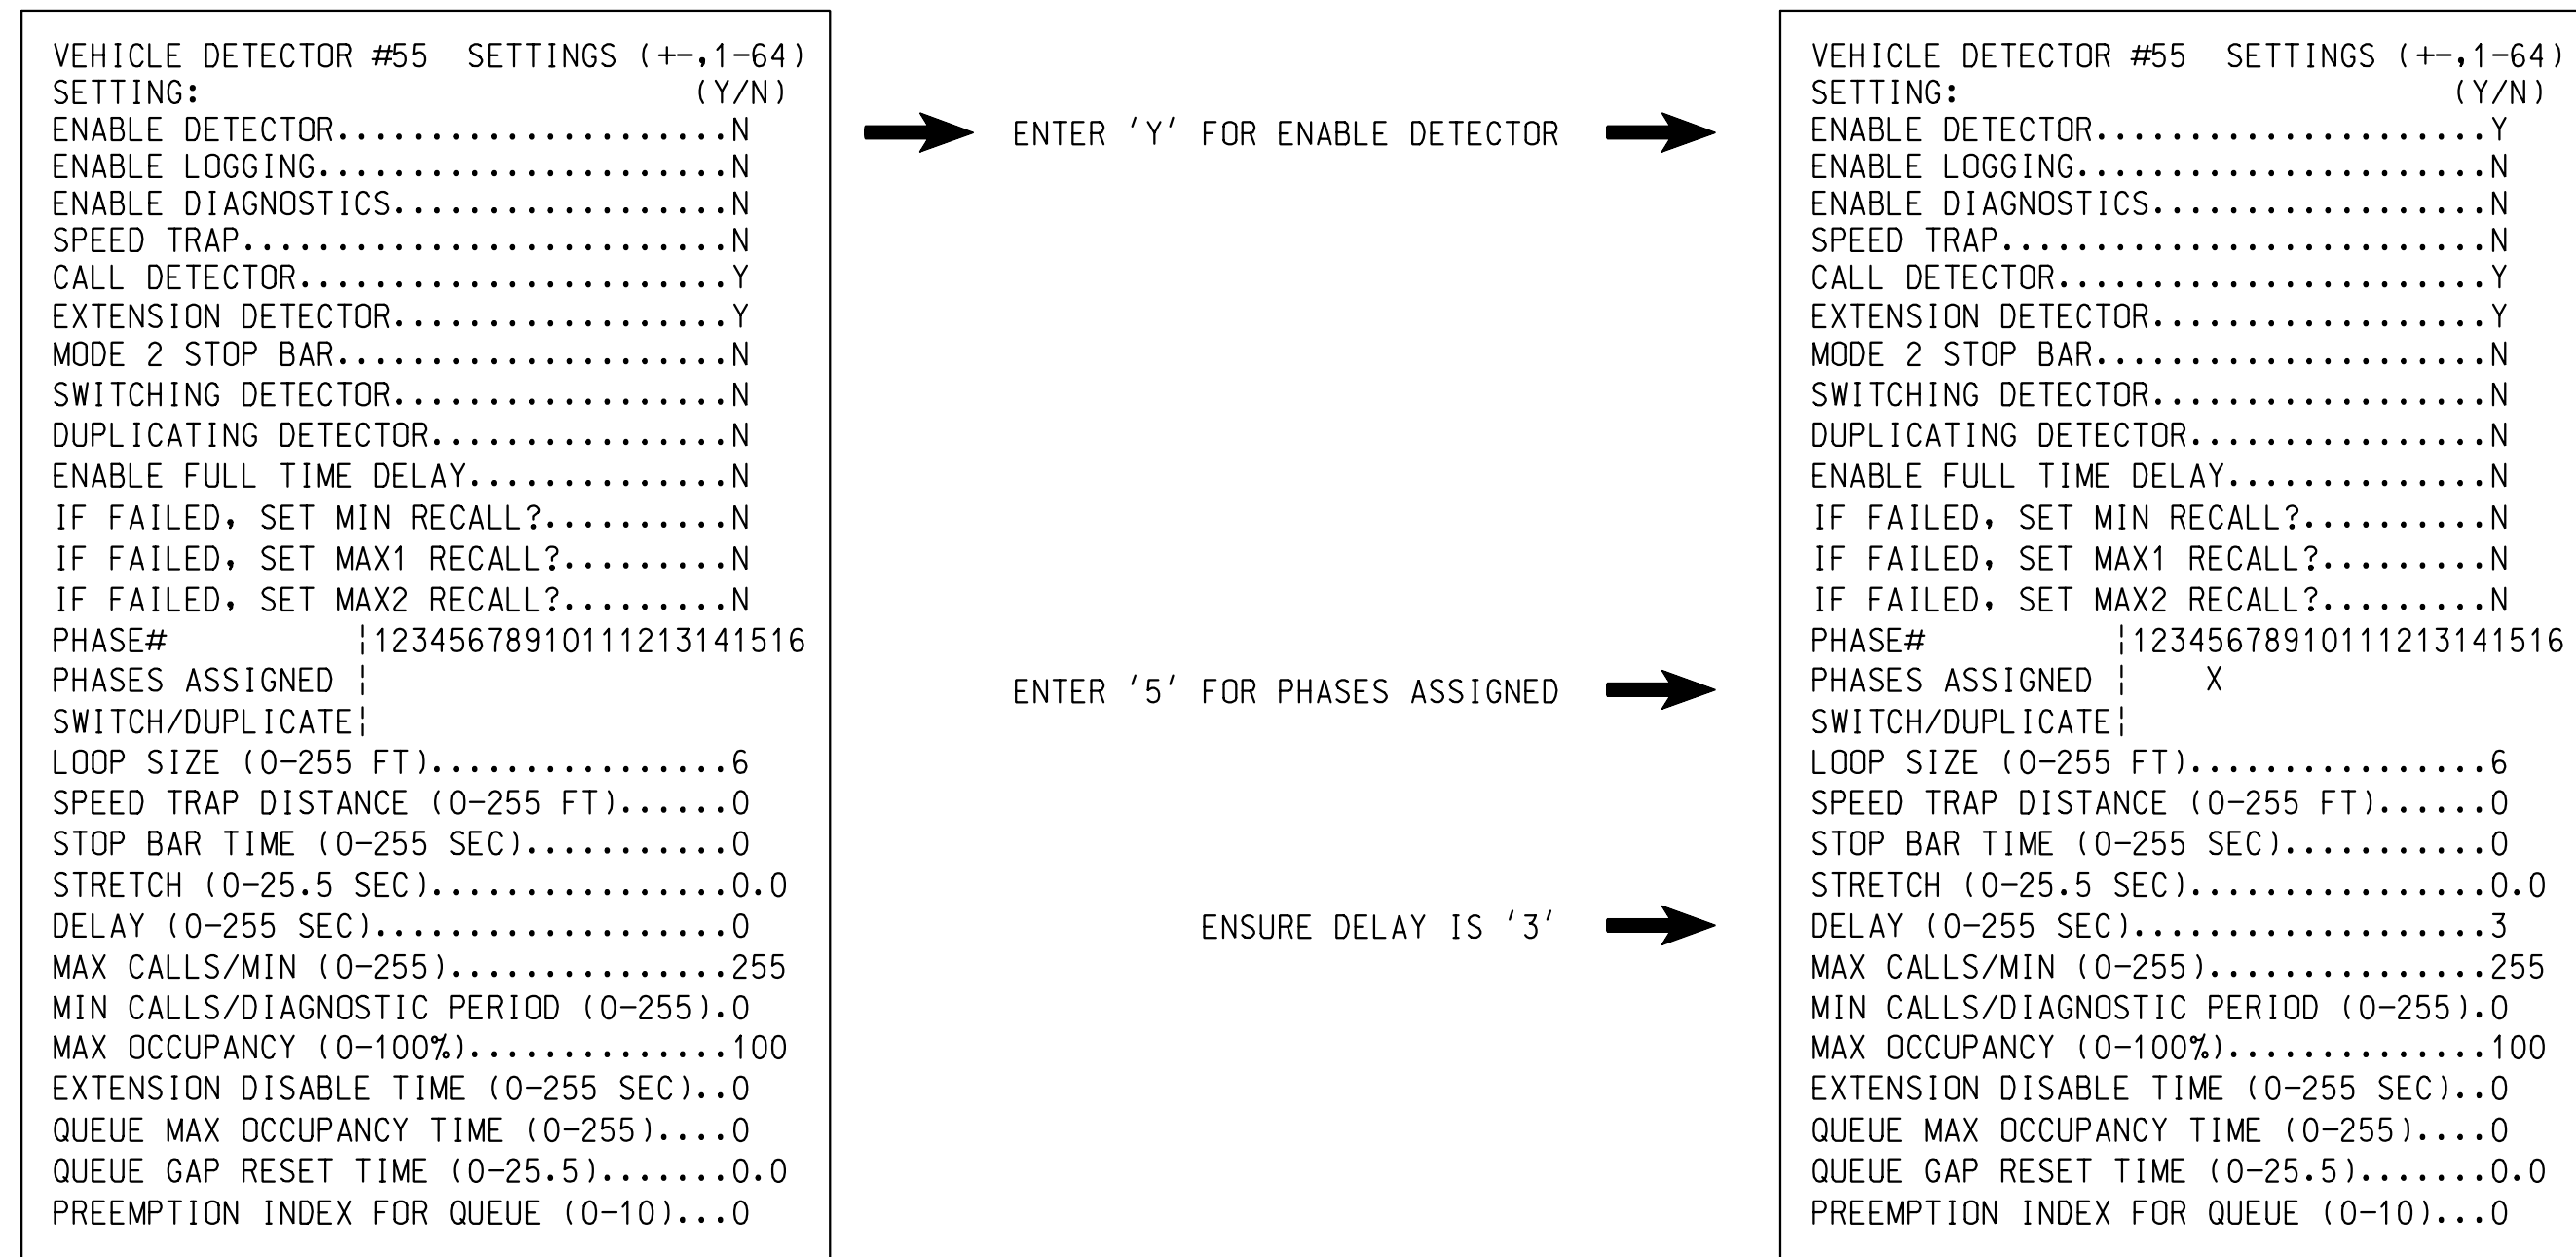 VEHICLE DETECTOR #55  SETTINGS (+-,1-64)
SETTING:                          (Y/N)
ENABLE DETECTOR.....................N
ENABLE LOGGING......................N
ENABLE DIAGNOSTICS..................N
SPEED TRAP..........................N
CALL DETECTOR.......................Y
EXTENSION DETECTOR..................Y
MODE 2 STOP BAR.....................N
SWITCHING DETECTOR..................N
DUPLICATING DETECTOR................N
ENABLE FULL TIME DELAY..............N
IF FAILED, SET MIN RECALL?..........N
IF FAILED, SET MAX1 RECALL?.........N
IF FAILED, SET MAX2 RECALL?.........N
PHASE#          ¦12345678910111213141516
PHASES ASSIGNED ¦
SWITCH/DUPLICATE¦
LOOP SIZE (0-255 FT)................6
SPEED TRAP DISTANCE (0-255 FT)......0
STOP BAR TIME (0-255 SEC)...........0
STRETCH (0-25.5 SEC)................0.0
DELAY (0-255 SEC)...................0
MAX CALLS/MIN (0-255)...............255
MIN CALLS/DIAGNOSTIC PERIOD (0-255).0
MAX OCCUPANCY (0-100%)..............100
EXTENSION DISABLE TIME (0-255 SEC)..0
QUEUE MAX OCCUPANCY TIME (0-255)....0
QUEUE GAP RESET TIME (0-25.5).......0.0
PREEMPTION INDEX FOR QUEUE (0-10)...0
ENTER 'Y' FOR ENABLE DETECTOR
ENTER '5' FOR PHASES ASSIGNED
ENSURE DELAY IS '3'
VEHICLE DETECTOR #55  SETTINGS (+-,1-64)
SETTING:                          (Y/N)
ENABLE DETECTOR.....................Y
ENABLE LOGGING......................N
ENABLE DIAGNOSTICS..................N
SPEED TRAP..........................N
CALL DETECTOR.......................Y
EXTENSION DETECTOR..................Y
MODE 2 STOP BAR.....................N
SWITCHING DETECTOR..................N
DUPLICATING DETECTOR................N
ENABLE FULL TIME DELAY..............N
IF FAILED, SET MIN RECALL?..........N
IF FAILED, SET MAX1 RECALL?.........N
IF FAILED, SET MAX2 RECALL?.........N
PHASE#          ¦12345678910111213141516
PHASES ASSIGNED ¦    X
SWITCH/DUPLICATE¦
LOOP SIZE (0-255 FT)................6
SPEED TRAP DISTANCE (0-255 FT)......0
STOP BAR TIME (0-255 SEC)...........0
STRETCH (0-25.5 SEC)................0.0
DELAY (0-255 SEC)...................3
MAX CALLS/MIN (0-255)...............255
MIN CALLS/DIAGNOSTIC PERIOD (0-255).0
MAX OCCUPANCY (0-100%)..............100
EXTENSION DISABLE TIME (0-255 SEC)..0
QUEUE MAX OCCUPANCY TIME (0-255)....0
QUEUE GAP RESET TIME (0-25.5).......0.0
PREEMPTION INDEX FOR QUEUE (0-10)...0